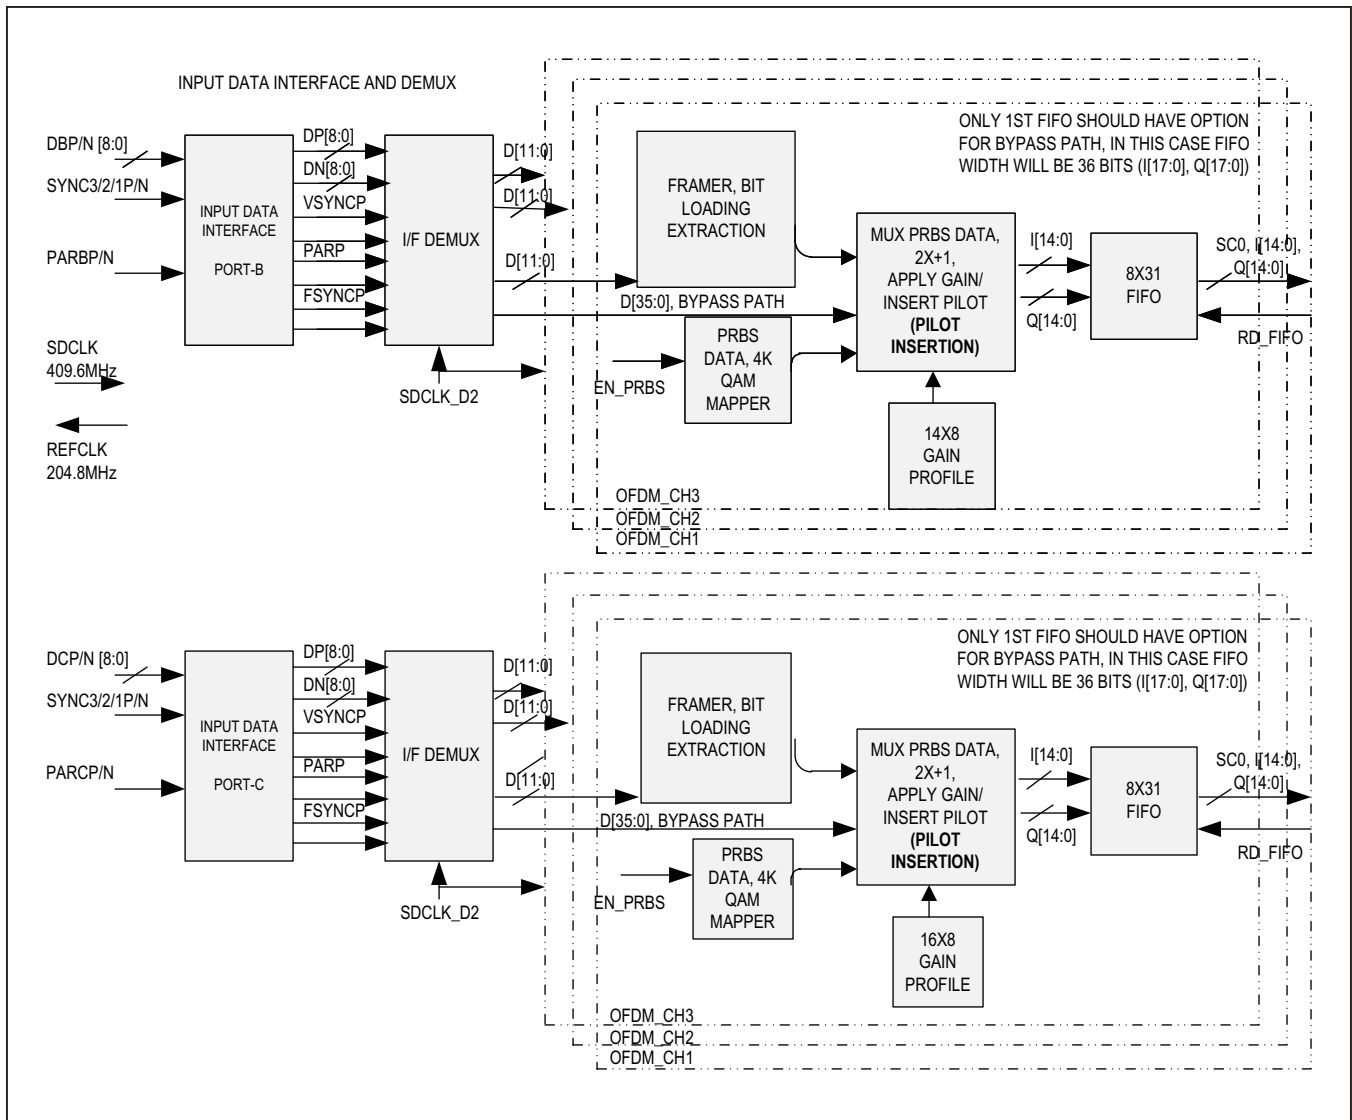 INPUT DATA INTERFACE AND DEMUX
DBP/N [8:0]
SYNC3/2/1P/N
PARBP/N
SDCLK
409.6MHz
REFCLK
204.8MHz
INPUT DATA
INTERFACE
PORT-B
DP[8:0]
DN[8:0]
VSYNCP
PARP
FSYNCP
I/F DEMUX
SDCLK_D2
D[11:0]
D[11:0]
D[11:0]
D[35:0], BYPASS PATH
EN_PRBS
FRAMER, BIT
LOADING
EXTRACTION
PRBS
DATA, 4K
QAM
MAPPER
ONLY 1ST FIFO SHOULD HAVE OPTION
FOR BYPASS PATH, IN THIS CASE FIFO
WIDTH WILL BE 36 BITS (I[17:0], Q[17:0])
MUX PRBS DATA,
2X+1,
APPLY GAIN/
INSERT PILOT
(PILOT
INSERTION)
14X8
GAIN
PROFILE
I[14:0]
Q[14:0]
8X31
FIFO
SC0, I[14:0],
Q[14:0]
RD_FIFO
OFDM_CH3
OFDM_CH2
OFDM_CH1
DCP/N [8:0]
SYNC3/2/1P/N
PARCP/N
INPUT DATA
INTERFACE
PORT-C
DP[8:0]
DN[8:0]
VSYNCP
PARP
FSYNCP
I/F DEMUX
SDCLK_D2
D[11:0]
D[11:0]
D[11:0]
D[35:0], BYPASS PATH
EN_PRBS
FRAMER, BIT
LOADING
EXTRACTION
PRBS
DATA, 4K
QAM
MAPPER
ONLY 1ST FIFO SHOULD HAVE OPTION
FOR BYPASS PATH, IN THIS CASE FIFO
WIDTH WILL BE 36 BITS (I[17:0], Q[17:0])
MUX PRBS DATA,
2X+1,
APPLY GAIN/
INSERT PILOT
(PILOT
INSERTION)
16X8
GAIN
PROFILE
I[14:0]
Q[14:0]
8X31
FIFO
SC0, I[14:0],
Q[14:0]
RD_FIFO
OFDM_CH3
OFDM_CH2
OFDM_CH1